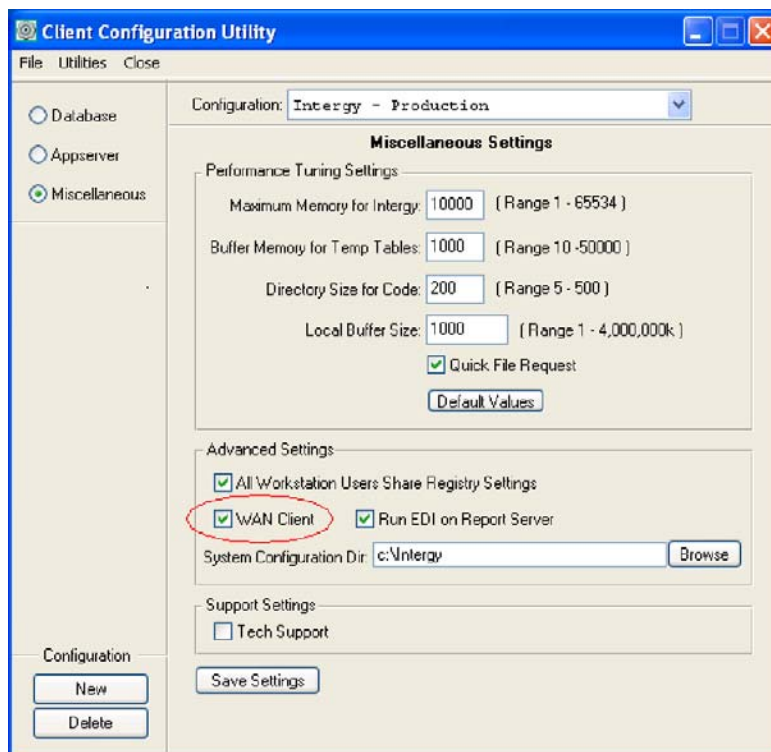 Client Configuration Utility
File Utilities Close
Database
Appserver
Miscellaneous
Configuration: Intergy - Production
Miscellaneous Settings
Performance Tuning Settings
Maximum Memory for Intergy: 10000 ( Range 1 - 65534 )
Buffer Memory for Temp Tables: 1000 ( Range 10 -50000 )
Directory Size for Code: 200 ( Range 5 - 500 )
Local Buffer Size: 1000 ( Range 1 - 4,000,000k )
Quick File Request
Default Values
Advanced Settings
All Workstation Users Share Registry Settings
WAN Client Run EDI on Report Server
System Configuration Dir: c:\Intergy Browse
Support Settings
Tech Support
Save Settings
Configuration
New
Delete